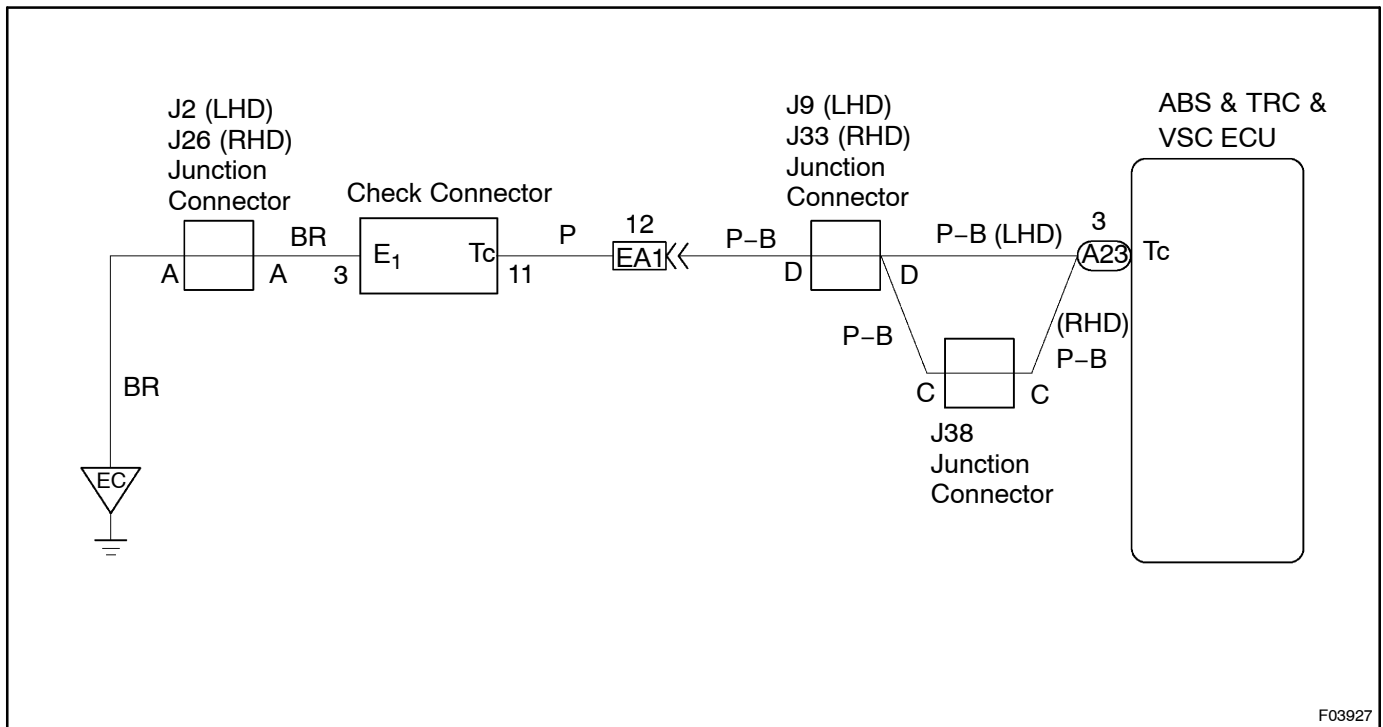 J2 (LHD)
J26 (RHD)
Junction
Connector
A
A
BR
BR
EC
Check Connector
3
E1
Tc
11
P
12
EA1
P–B
J9 (LHD)
J33 (RHD)
Junction
Connector
D
D
P–B (LHD)
P–B
C
C
J38
Junction
Connector
(RHD)
P–B
3
A23
Tc
ABS & TRC &
VSC ECU
F03927